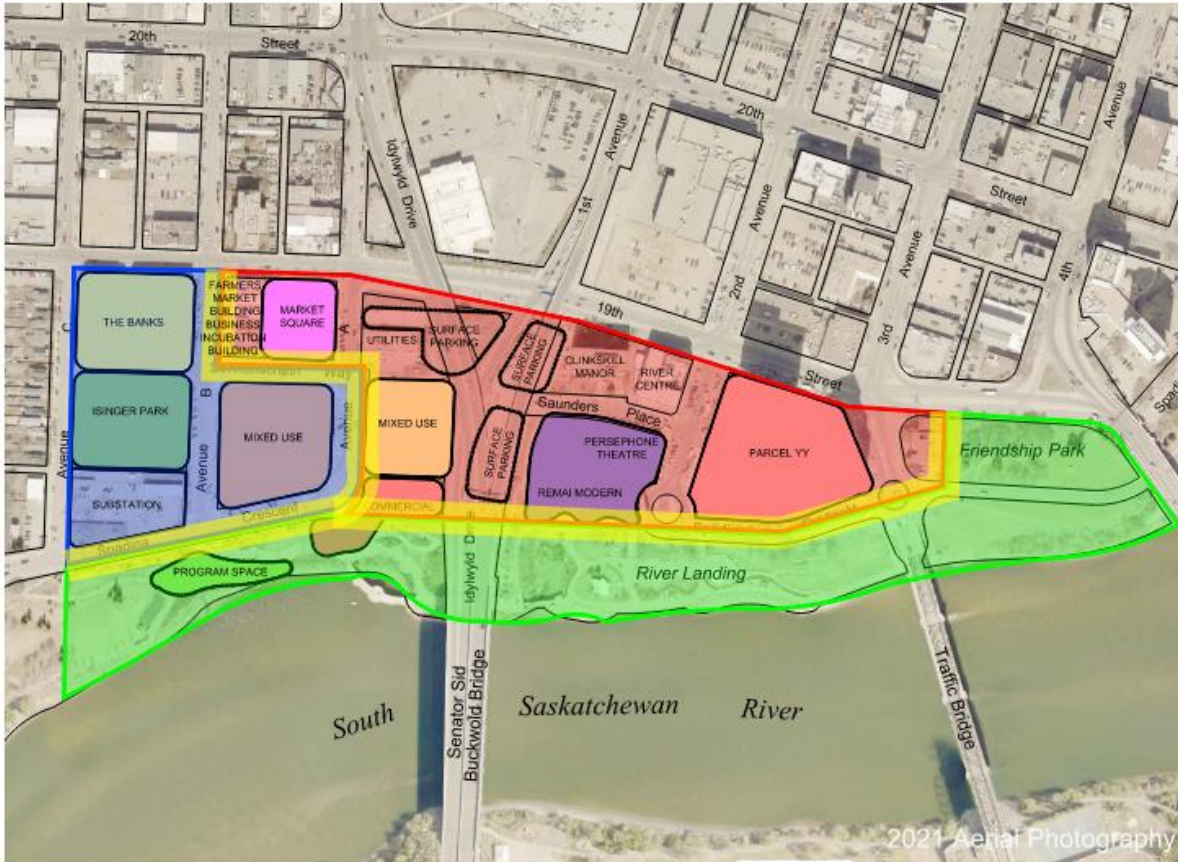 20th
Street
Idylwyld Drive
1st
Avenue
20th
Street
2nd
Avenue
3rd
Avenue
4th
Avenue
19th
Street
THE BANKS
FARMERS
MARKET
BUILDING
BUSINESS
INCUBATION
BUILDING
MARKET
SQUARE
A
Avenue
UTILITIES
SURFACE
PARKING
SURFACE
PARKING
CLINKSKILL
MANOR
RIVER
CENTRE
Way
C
Avenue
ISINGER PARK
B
Avenue
MIXED USE
MIXED USE
Saunders
Place
SURFACE
PARKING
PERSEPHONE
THEATRE
REMAI MODERN
PARCEL YY
Friendship Park
SUBSTATION
Spadina
Crescent
COMMERCIAL
PROGRAM SPACE
Idylwyld Drive
River Landing
South
Saskatchewan
River
Senator Sid
Buckwold Bridge
Traffic Bridge
2021 Aerial Photography